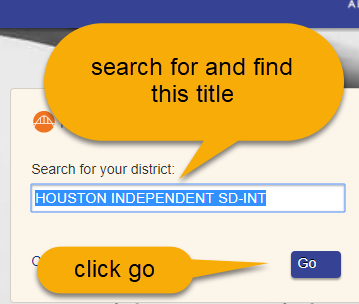 search for and find
this title
Search for your district:
HOUSTON INDEPENDENT SD-INT
click go
Go